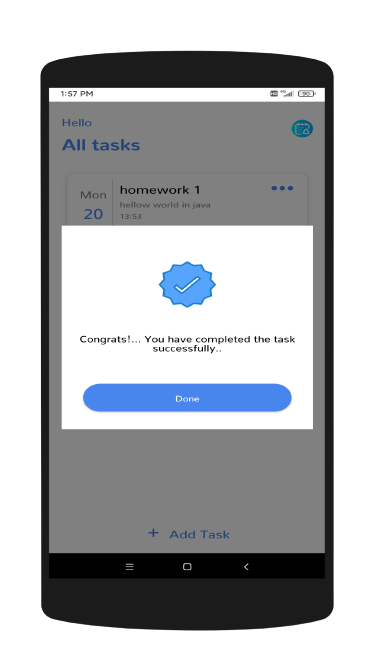 1:57 PM
90
Hello
All tasks
Mon
20
homework 1
hellow world in java
13:53
Congrats!... You have completed the task
successfully..
Done
+ Add Task